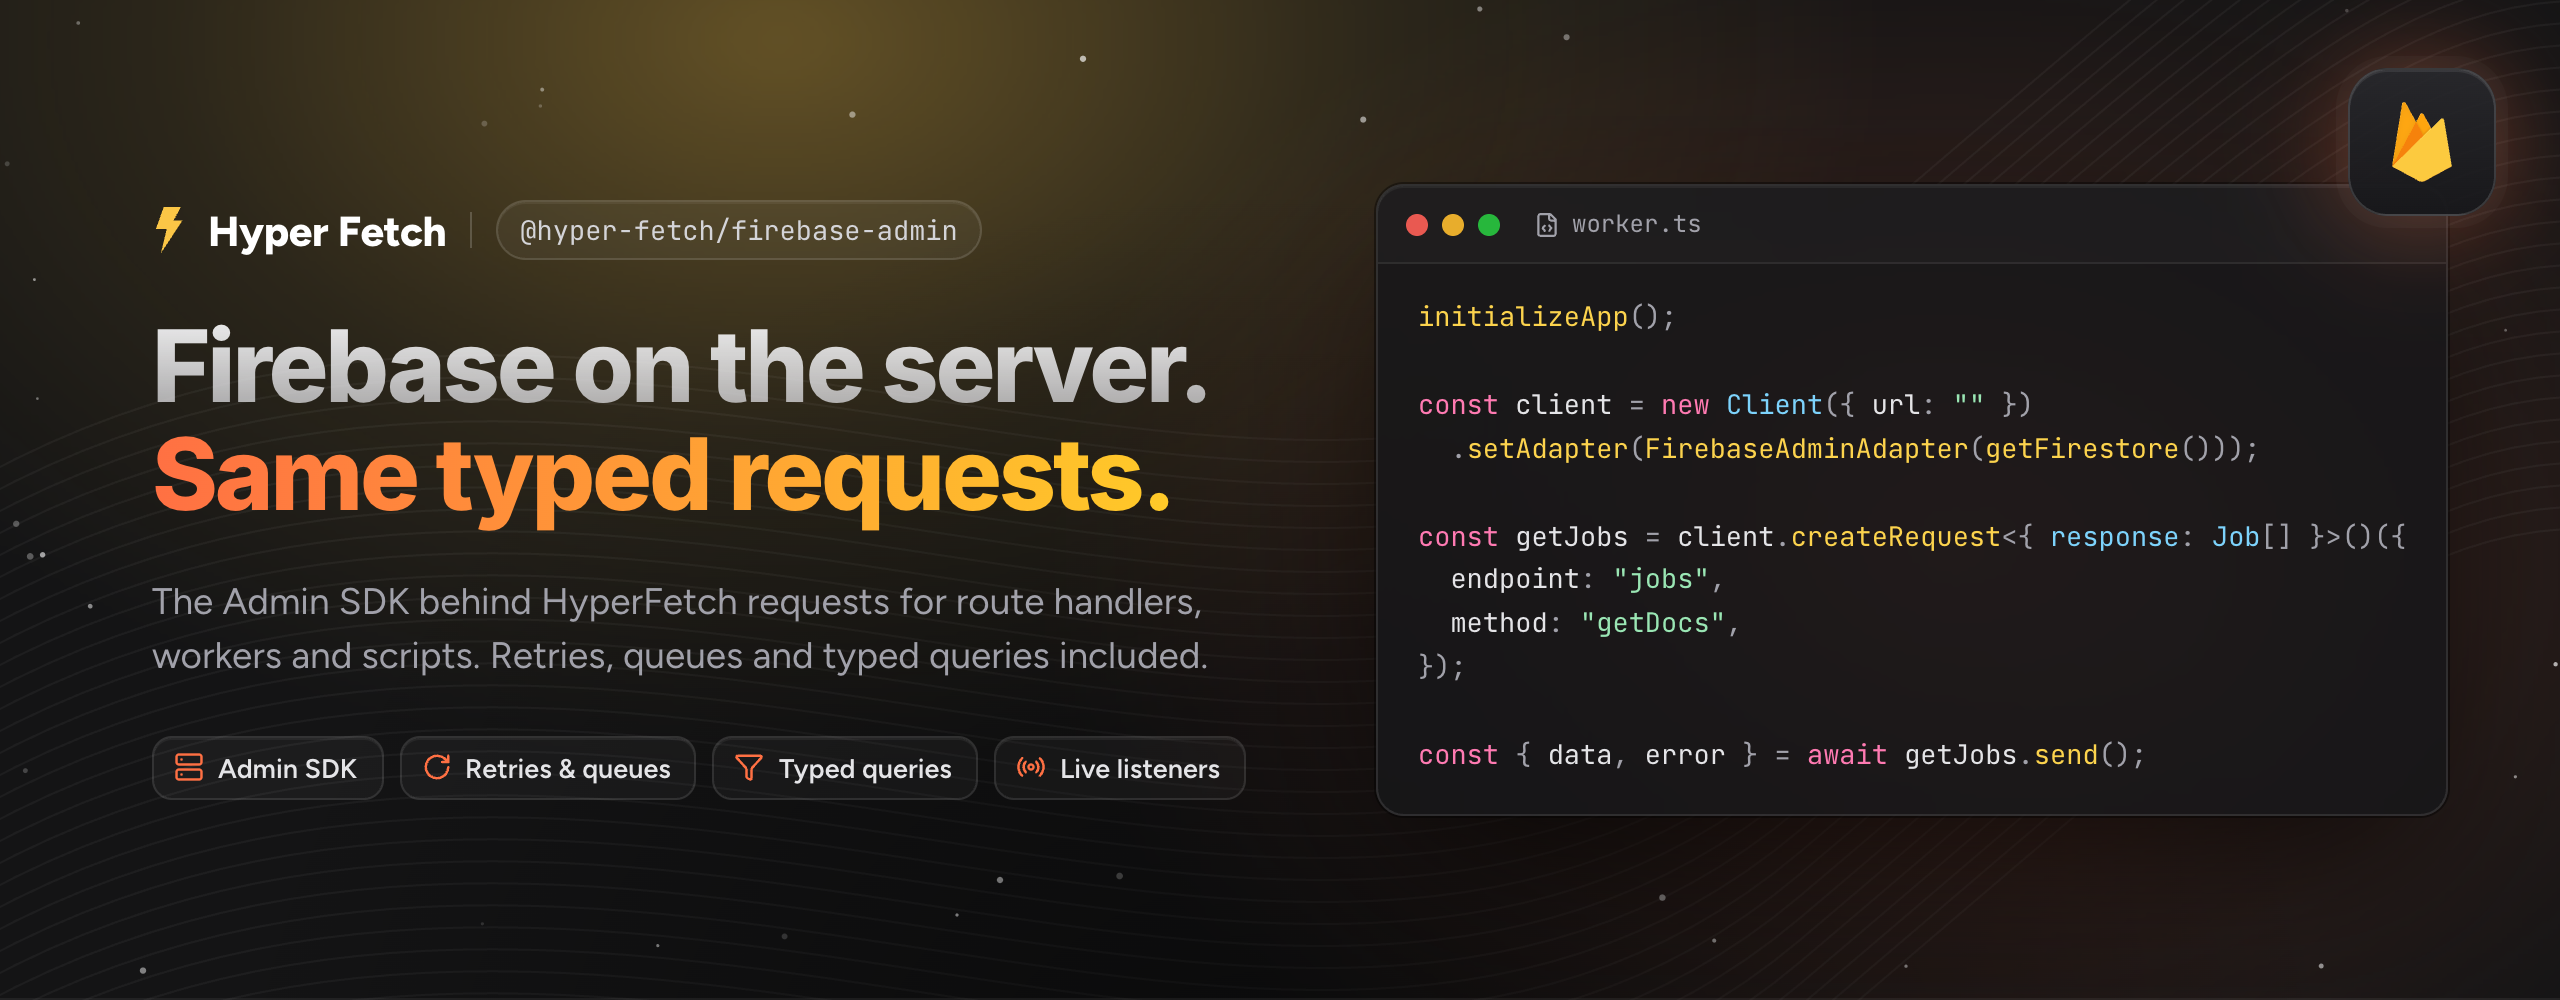 Hyper Fetch
@hyper-fetch/firebase-admin
Firebase on the server.
Same typed requests.
The Admin SDK behind HyperFetch requests for route handlers,
workers and scripts. Retries, queues and typed queries included.
Admin SDK
Retries & queues
Typed queries
Live listeners
worker.ts
initializeApp();
const client = new Client({ url: "" })
  .setAdapter(FirebaseAdminAdapter(getFirestore()));
const getJobs = client.createRequest<{ response: Job[] }>()({
  endpoint: "jobs",
  method: "getDocs",
});
const { data, error } = await getJobs.send();